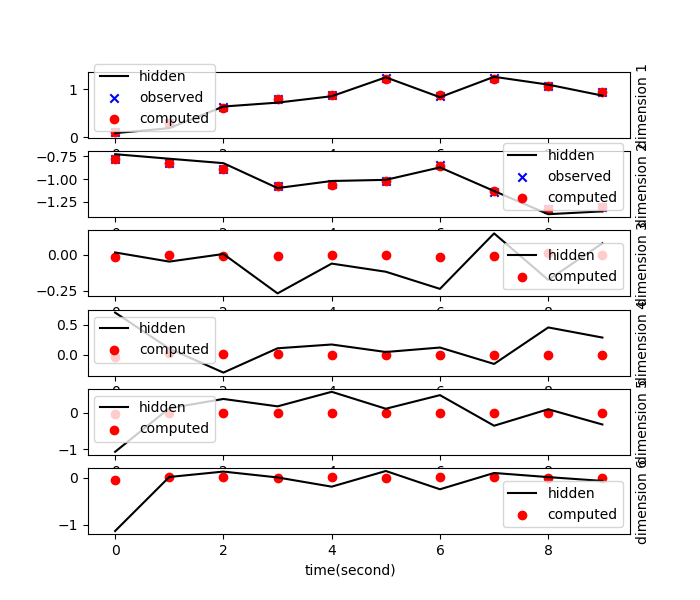 hidden
observed
computed
1
0
dimension 1
hidden
observed
computed
−0.75
−1.00
−1.25
dimension 2
hidden
computed
0.00
−0.25
dimension 3
hidden
computed
0.5
0.0
dimension 4
hidden
computed
0
−1
dimension 5
hidden
computed
0
−1
dimension 6
0 2 4 6 8
time(second)